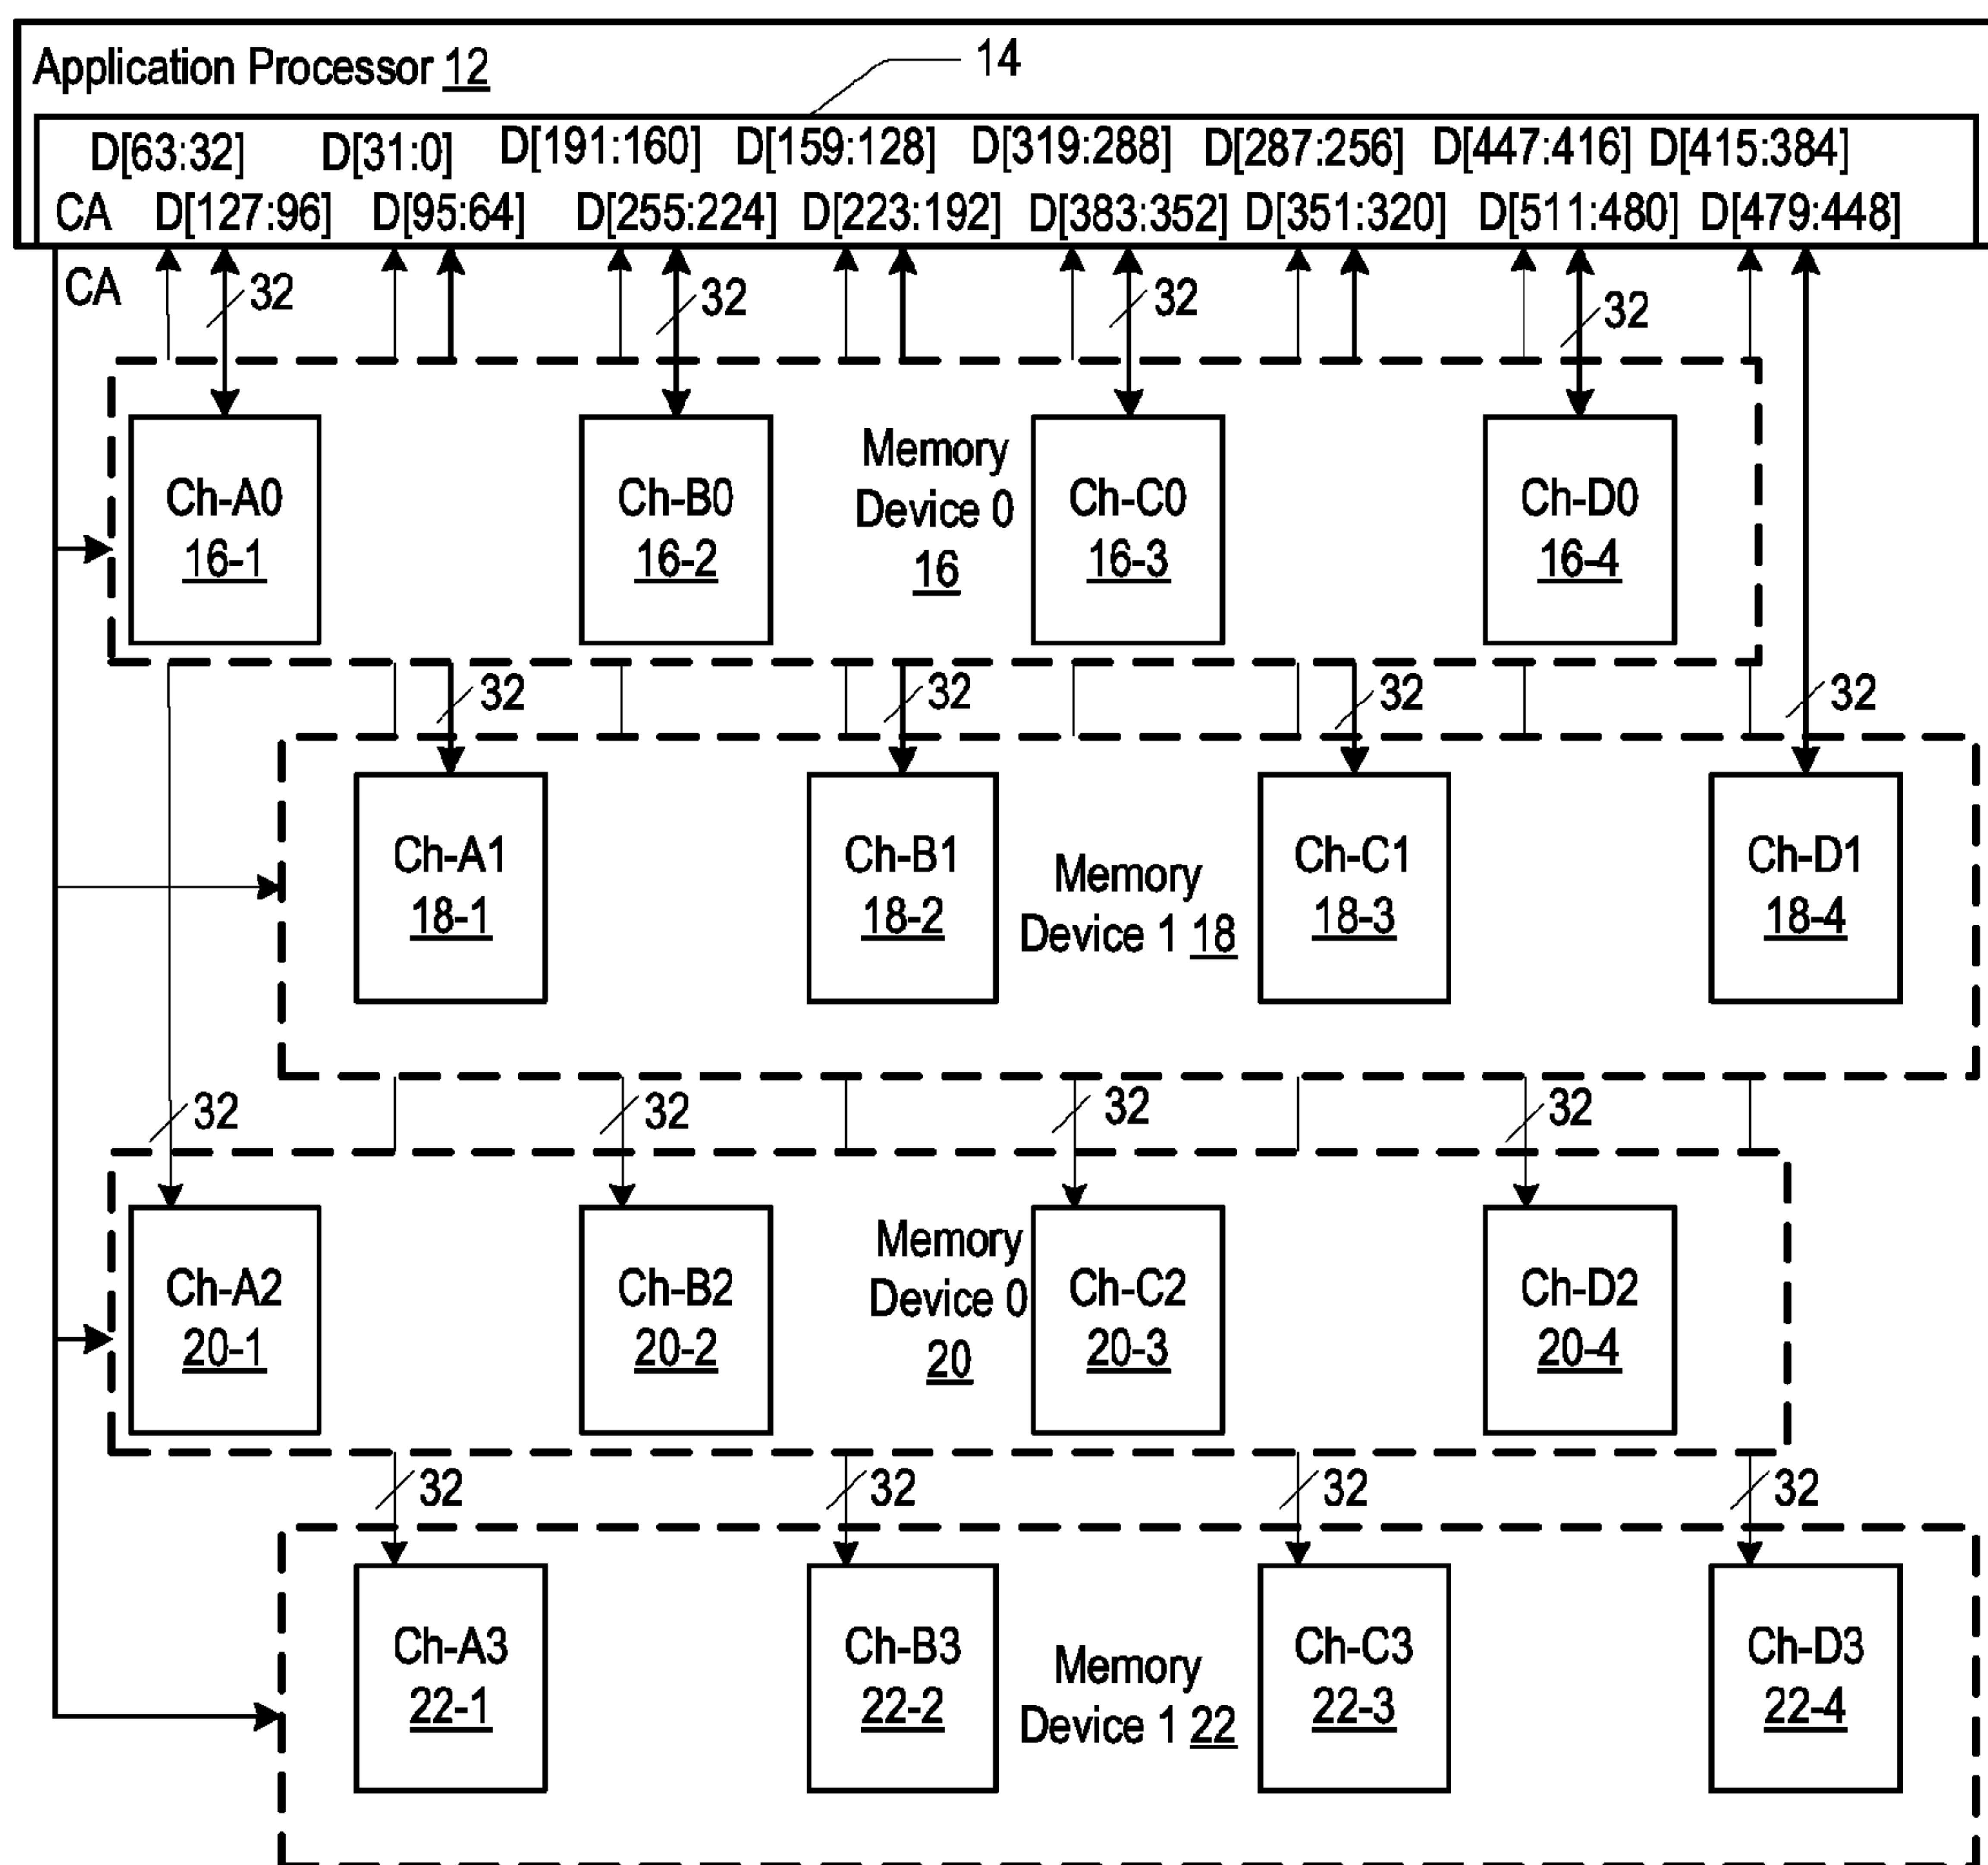 Application Processor 12
14
D[63:32] D[31:0] D[191:160] D[159:128] D[319:288] D[287:256] D[447:416] D[415:384]
CA D[127:96] D[95:64] D[255:224] D[223:192] D[383:352] D[351:320] D[511:480] D[479:448]
CA
32 32 32 32
Ch-A0
16-1
Ch-B0
16-2
Memory
Device 0
16
Ch-C0
16-3
Ch-D0
16-4
32 32 32 32
Ch-A1
18-1
Ch-B1
18-2
Memory
Device 1 18
Ch-C1
18-3
Ch-D1
18-4
32 32 32 32
Ch-A2
20-1
Ch-B2
20-2
Memory
Device 0
20
Ch-C2
20-3
Ch-D2
20-4
32 32 32 32
Ch-A3
22-1
Ch-B3
22-2
Memory
Device 1 22
Ch-C3
22-3
Ch-D3
22-4